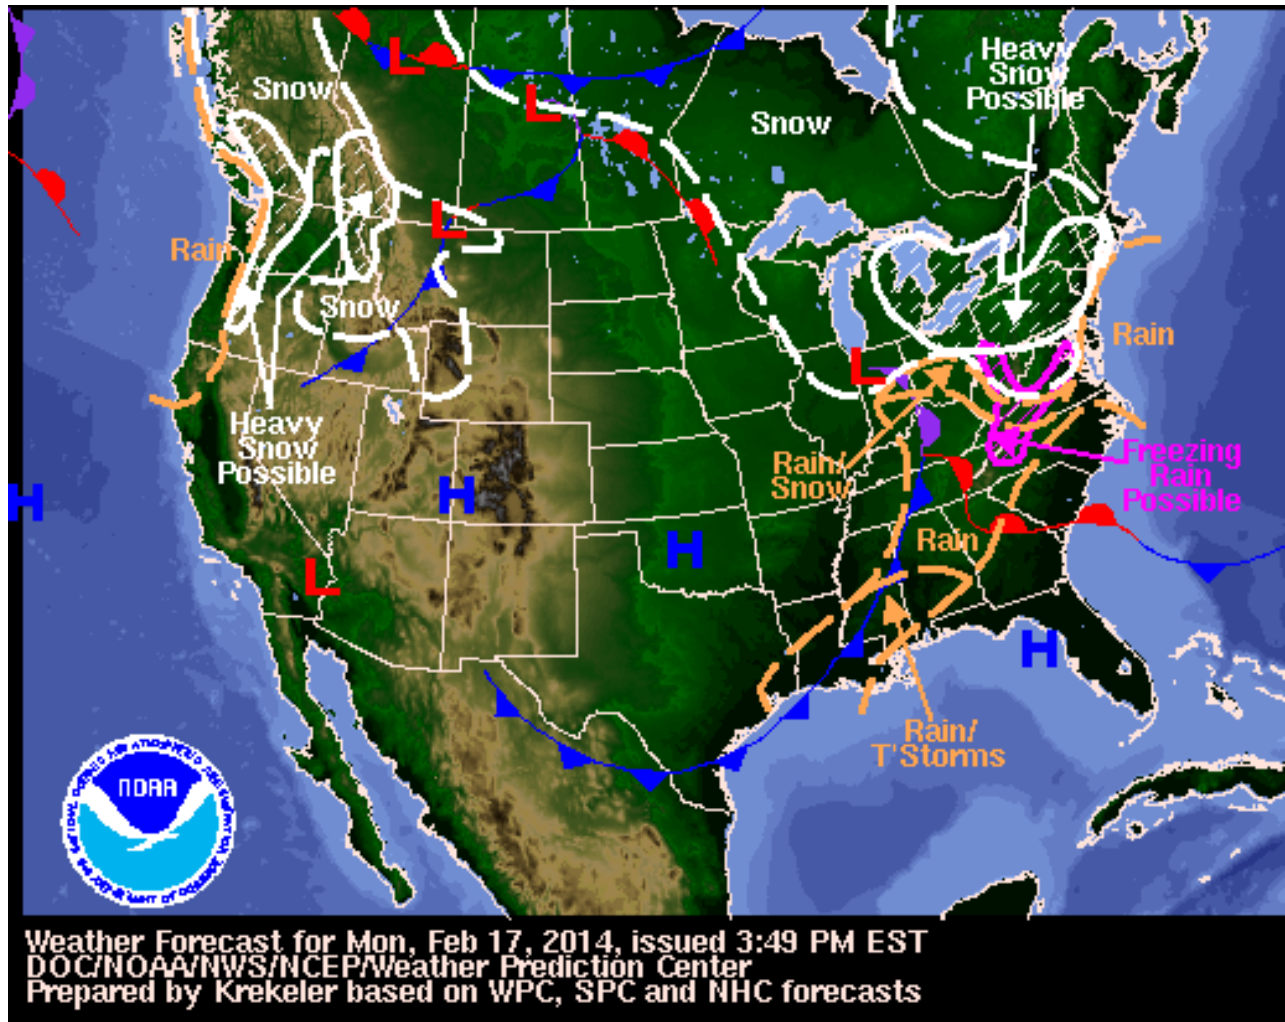 Heavy
Snow
Possible
Snow
Snow
L
L
L
Rain
Snow
Rain
L
Heavy
Snow
Possible
Rain/
Snow
Freezing
Rain
Possible
H
H
H
Rain
L
H
Rain/
T'Storms
NOAA
Weather Forecast for Mon, Feb 17, 2014, issued 3:49 PM EST
DOC/NOAA/NWS/NCEP/Weather Prediction Center
Prepared by Krekeler based on WPC, SPC and NHC forecasts